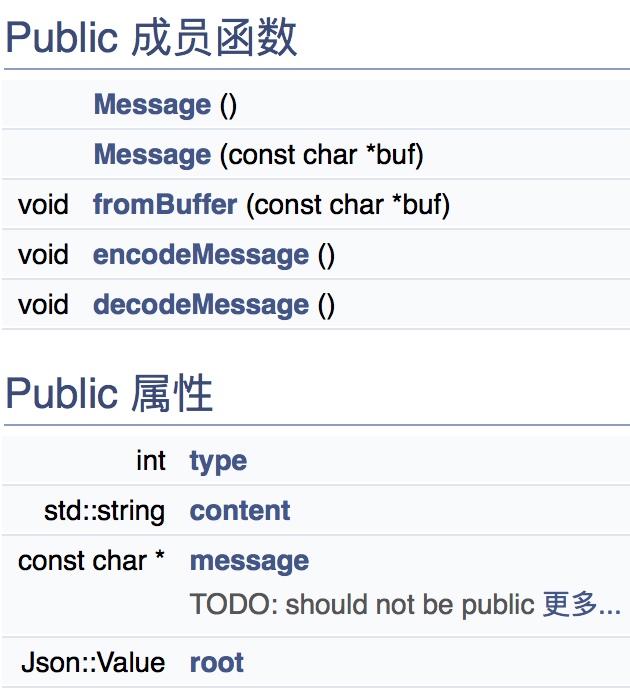 Public 成员函数
Message ()
Message (const char *buf)
void fromBuffer (const char *buf)
void encodeMessage ()
void decodeMessage ()
Public 属性
int type
std::string content
const char * message
TODO: should not be public 更多...
Json::Value root